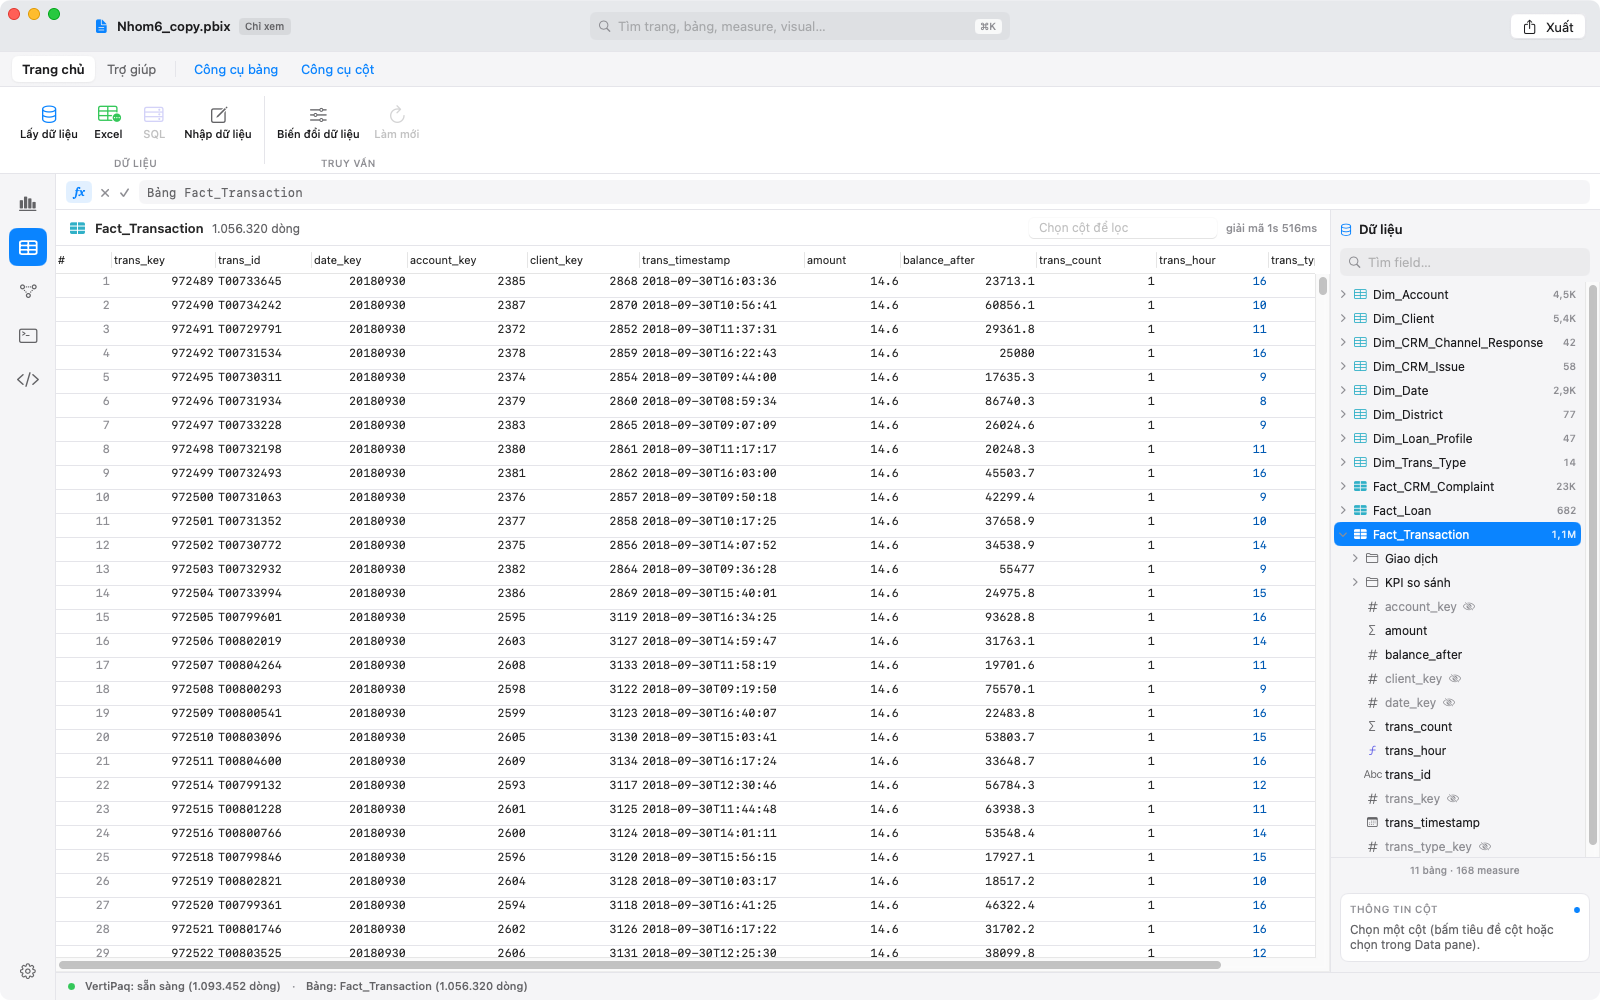 Nhom6_copy.pbix Chỉ xem
Tìm trang, bảng, measure, visual... ⌘K
Xuất
Trang chủ Trợ giúp Công cụ bảng Công cụ cột
Lấy dữ liệu Excel SQL Nhập dữ liệu Biến đổi dữ liệu Làm mới
DỮ LIỆU TRUY VẤN
fx Bảng Fact_Transaction
Fact_Transaction 1.056.320 dòng Chọn cột để lọc giải mã 1s 516ms
# trans_key trans_id date_key account_key client_key trans_timestamp amount balance_after trans_count trans_hour trans_ty
1 972489 T00733645 20180930 2385 2868 2018-09-30T16:03:36 14.6 23713.1 1 16
2 972490 T00734242 20180930 2387 2870 2018-09-30T10:56:41 14.6 60856.1 1 10
3 972491 T00729791 20180930 2372 2852 2018-09-30T11:37:31 14.6 29361.8 1 11
4 972492 T00731534 20180930 2378 2859 2018-09-30T16:22:43 14.6 25080 1 16
5 972495 T00730311 20180930 2374 2854 2018-09-30T09:44:00 14.6 17635.3 1 9
6 972496 T00731934 20180930 2379 2860 2018-09-30T08:59:34 14.6 86740.3 1 8
7 972497 T00733228 20180930 2383 2865 2018-09-30T09:07:09 14.6 26024.6 1 9
8 972498 T00732198 20180930 2380 2861 2018-09-30T11:17:17 14.6 20248.3 1 11
9 972499 T00732493 20180930 2381 2862 2018-09-30T16:03:00 14.6 45503.7 1 16
10 972500 T00731063 20180930 2376 2857 2018-09-30T09:50:18 14.6 42299.4 1 9
11 972501 T00731352 20180930 2377 2858 2018-09-30T10:17:25 14.6 37658.9 1 10
12 972502 T00730772 20180930 2375 2856 2018-09-30T14:07:52 14.6 34538.9 1 14
13 972503 T00732932 20180930 2382 2864 2018-09-30T09:36:28 14.6 55477 1 9
14 972504 T00733994 20180930 2386 2869 2018-09-30T15:40:01 14.6 24975.8 1 15
15 972505 T00799601 20180930 2595 3119 2018-09-30T16:34:25 14.6 93628.8 1 16
16 972506 T00802019 20180930 2603 3127 2018-09-30T14:59:47 14.6 31763.1 1 14
17 972507 T00804264 20180930 2608 3133 2018-09-30T11:58:19 14.6 19701.6 1 11
18 972508 T00800293 20180930 2598 3122 2018-09-30T09:19:50 14.6 75570.1 1 9
19 972509 T00800541 20180930 2599 3123 2018-09-30T16:40:07 14.6 22483.8 1 16
20 972510 T00803096 20180930 2605 3130 2018-09-30T15:03:41 14.6 53803.7 1 15
21 972511 T00804600 20180930 2609 3134 2018-09-30T16:17:24 14.6 33648.7 1 16
22 972514 T00799132 20180930 2593 3117 2018-09-30T12:30:46 14.6 56784.3 1 12
23 972515 T00801228 20180930 2601 3125 2018-09-30T11:44:48 14.6 63938.3 1 11
24 972516 T00800766 20180930 2600 3124 2018-09-30T14:01:11 14.6 53548.4 1 14
25 972518 T00799846 20180930 2596 3120 2018-09-30T15:56:15 14.6 17927.1 1 15
26 972519 T00802821 20180930 2604 3128 2018-09-30T10:03:17 14.6 18517.2 1 10
27 972520 T00799361 20180930 2594 3118 2018-09-30T16:41:25 14.6 46322.4 1 16
28 972521 T00801746 20180930 2602 3126 2018-09-30T16:17:22 14.6 31702.2 1 16
29 972522 T00803525 20180930 2606 3131 2018-09-30T12:25:30 14.6 38099.8 1 12
Dữ liệu
Tìm field...
Dim_Account 4,5K
Dim_Client 5,4K
Dim_CRM_Channel_Response 42
Dim_CRM_Issue 58
Dim_Date 2,9K
Dim_District 77
Dim_Loan_Profile 47
Dim_Trans_Type 14
Fact_CRM_Complaint 23K
Fact_Loan 682
Fact_Transaction 1,1M
Giao dịch
KPI so sánh
# account_key
Σ amount
# balance_after
# client_key
# date_key
Σ trans_count
f trans_hour
Abc trans_id
# trans_key
trans_timestamp
# trans_type_key
11 bảng · 168 measure
THÔNG TIN CỘT
Chọn một cột (bấm tiêu đề cột hoặc
chọn trong Data pane).
VertiPaq: sẵn sàng (1.093.452 dòng) · Bảng: Fact_Transaction (1.056.320 dòng)